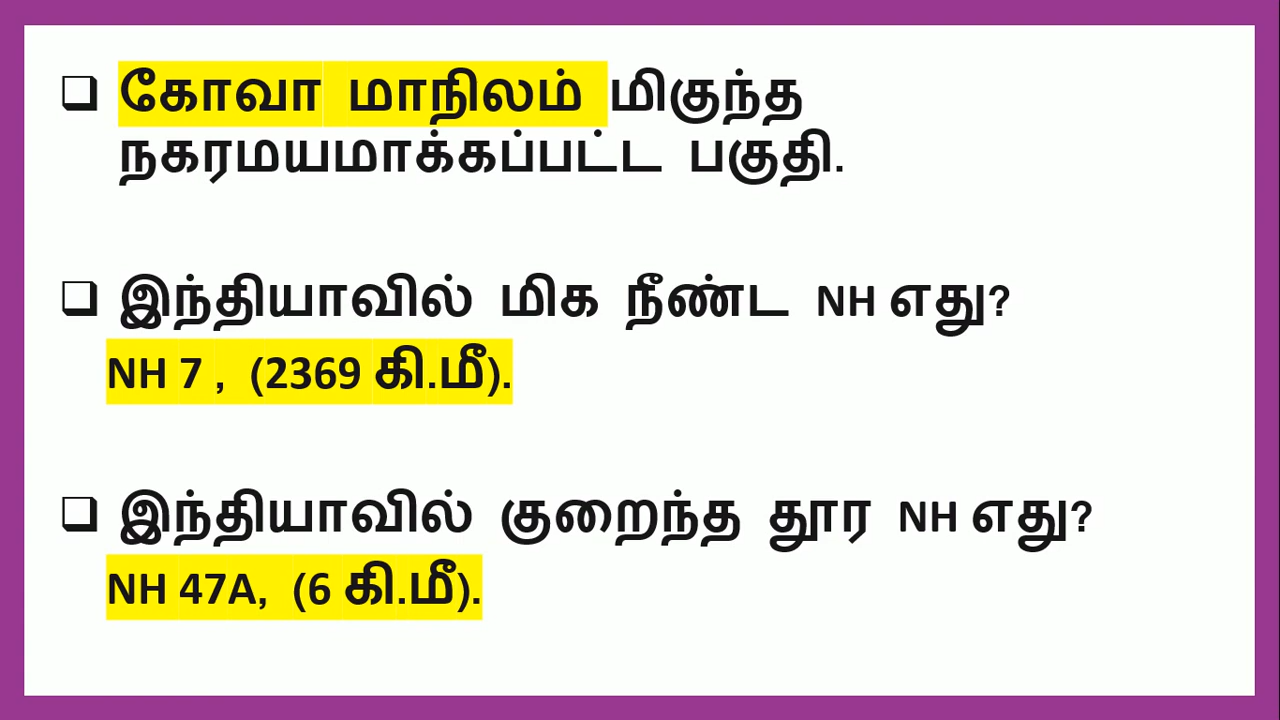 ❑ கோவா மாநிலம் மிகுந்த
நகரமயமாக்கப்பட்ட பகுதி.
❑ இந்தியாவில் மிக நீண்ட NH எது?
NH 7 , (2369 கி.மீ).
❑ இந்தியாவில் குறைந்த தூர NH எது?
NH 47A, (6 கி.மீ).